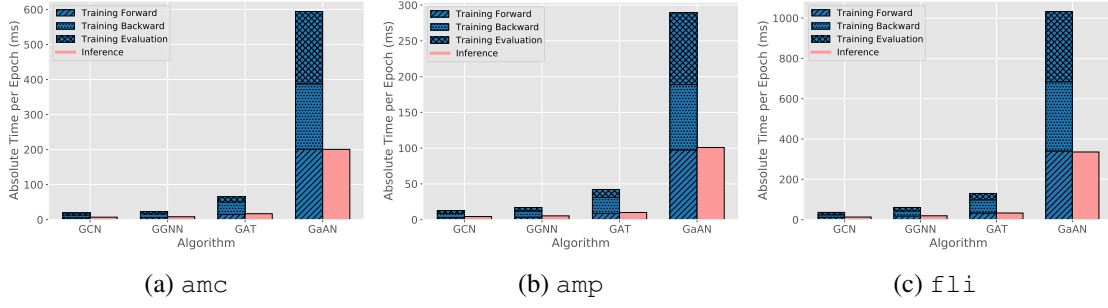 Absolute Time per Epoch (ms)
600
500
400
300
200
100
0
Training Forward
Training Backward
Training Evaluation
Inference
GCN GGNN GAT GaAN
Algorithm
(a) amc
Absolute Time per Epoch (ms)
300
250
200
150
100
50
0
Training Forward
Training Backward
Training Evaluation
Inference
GCN GGNN GAT GaAN
Algorithm
(b) amp
Absolute Time per Epoch (ms)
1000
800
600
400
200
0
Training Forward
Training Backward
Training Evaluation
Inference
GCN GGNN GAT GaAN
Algorithm
(c) fli